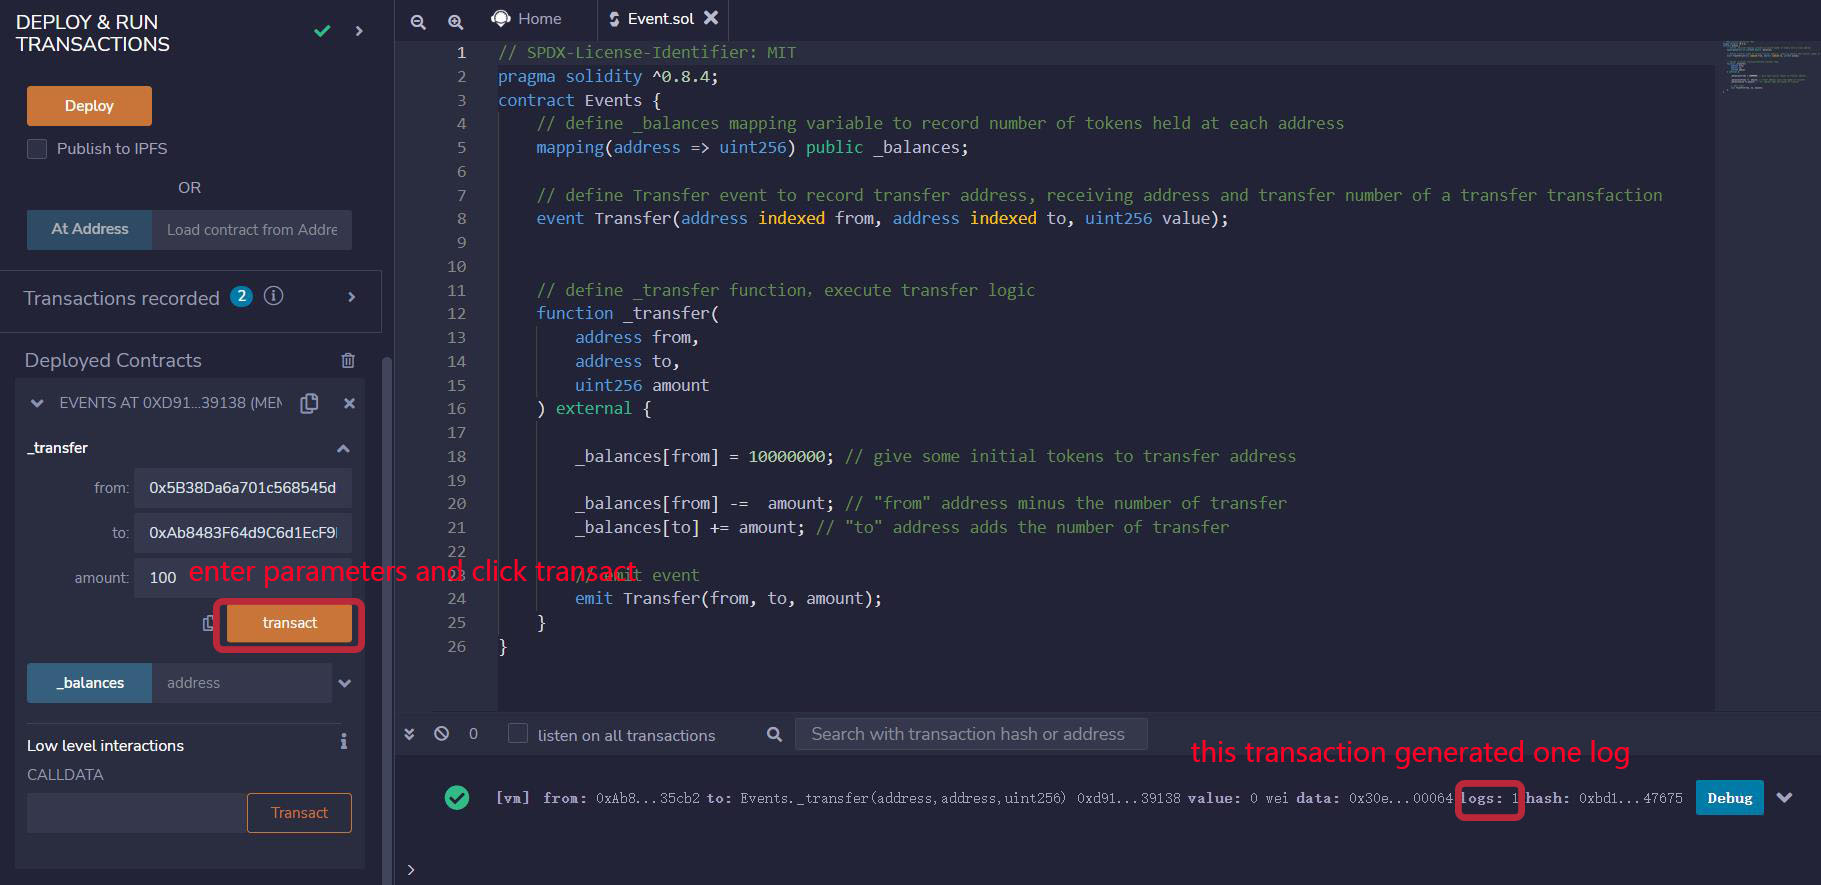 DEPLOY & RUN
TRANSACTIONS
Deploy
Publish to IPFS
OR
At Address Load contract from Addre
Transactions recorded 2
Deployed Contracts
EVENTS AT 0XD91...39138 (MEM
_transfer
from: 0x5B38Da6a701c568545d
to: 0xAb8483F64d9C6d1EcF9
amount: 100
enter parameters and click transact
transact
_balances address
Low level interactions
CALLDATA
Transact
Home Event.sol
1 // SPDX-License-Identifier: MIT
2 pragma solidity ^0.8.4;
3 contract Events {
4 // define _balances mapping variable to record number of tokens held at each address
5 mapping(address => uint256) public _balances;
6
7 // define Transfer event to record transfer address, receiving address and transfer number of a transfer transfaction
8 event Transfer(address indexed from, address indexed to, uint256 value);
9
10
11 // define _transfer function，execute transfer logic
12 function _transfer(
13 address from,
14 address to,
15 uint256 amount
16 ) external {
17
18 _balances[from] = 10000000; // give some initial tokens to transfer address
19
20 _balances[from] -=  amount; // "from" address minus the number of transfer
21 _balances[to] += amount; // "to" address adds the number of transfer
22
23 // emit event
24 emit Transfer(from, to, amount);
25 }
26 }
0 listen on all transactions Search with transaction hash or address
this transaction generated one log
[vm] from: 0xAb8...35cb2 to: Events._transfer(address,address,uint256) 0xd91...39138 value: 0 wei data: 0x30e...00064 logs: 1 hash: 0xbd1...47675 Debug
>